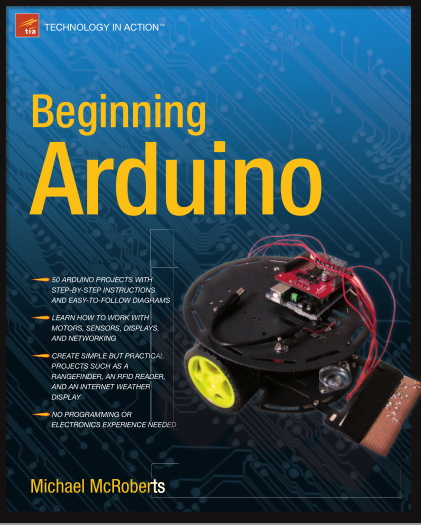 tia TECHNOLOGY IN ACTION™
Beginning
Arduino
50 ARDUINO PROJECTS WITH
STEP-BY-STEP INSTRUCTIONS
AND EASY-TO-FOLLOW DIAGRAMS
LEARN HOW TO WORK WITH
MOTORS, SENSORS, DISPLAYS,
AND NETWORKING
CREATE SIMPLE BUT PRACTICAL
PROJECTS SUCH AS A
RANGEFINDER, AN RFID READER,
AND AN INTERNET WEATHER
DISPLAY
NO PROGRAMMING OR
ELECTRONICS EXPERIENCE NEEDED
Michael McRoberts